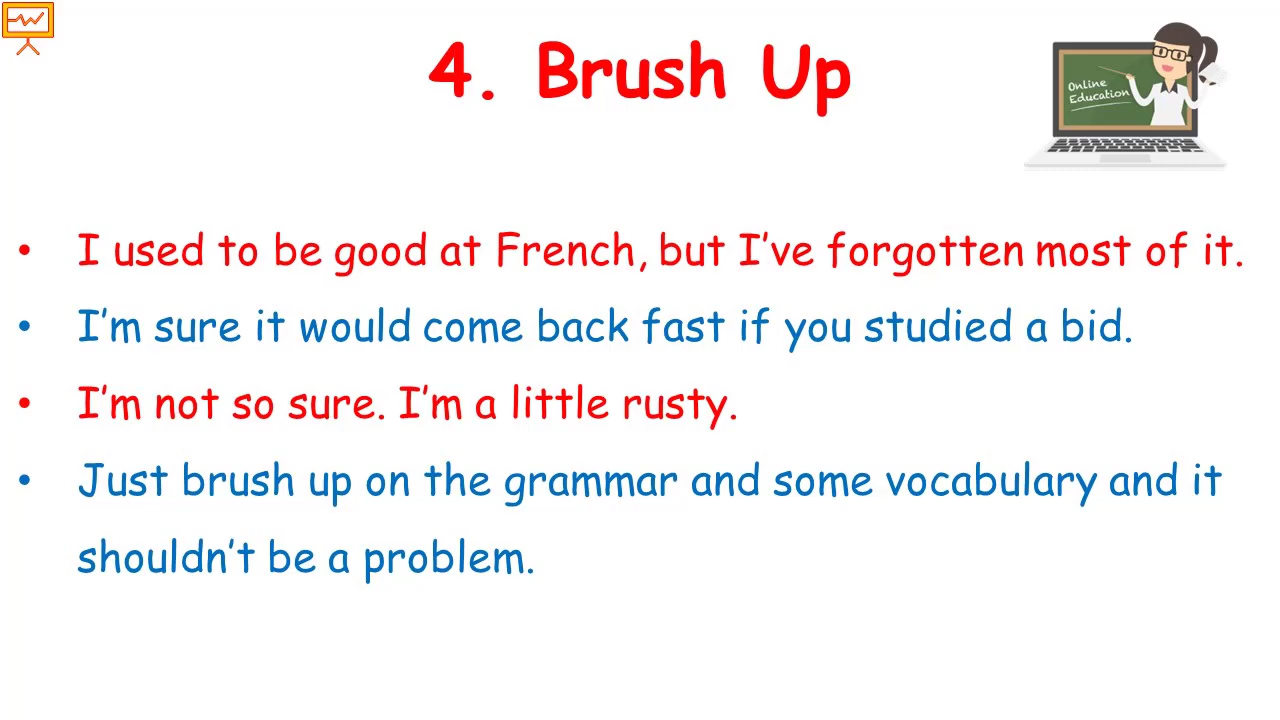 4. Brush Up
Online
Education
• I used to be good at French, but I’ve forgotten most of it.
• I’m sure it would come back fast if you studied a bid.
• I’m not so sure. I’m a little rusty.
• Just brush up on the grammar and some vocabulary and it
shouldn’t be a problem.